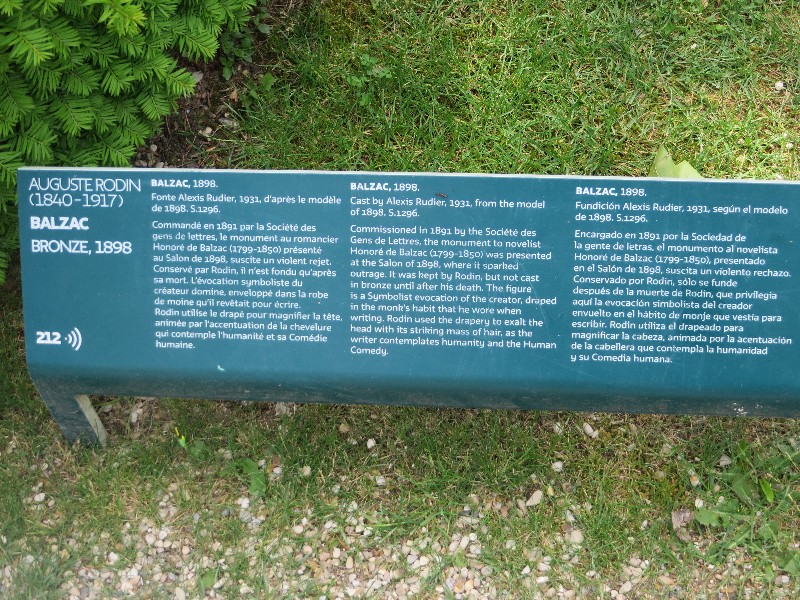 AUGUSTE RODIN
(1840-1917)
BALZAC
BRONZE, 1898
212
BALZAC, 1898.
Fonte Alexis Rudier, 1931, d'après le modèle
de 1898. S.1296.
Commandé en 1891 par la Société des
gens de lettres, le monument au romancier
Honoré de Balzac (1799-1850) présenté
au Salon de 1898, suscite un violent rejet.
Conservé par Rodin, il n'est fondu qu'après
sa mort. L'évocation symboliste du
créateur domine, enveloppé dans la robe
de moine qu'il revêtait pour écrire.
Rodin utilise le drapé pour magnifier la tête,
animée par l'accentuation de la chevelure
qui contemple l'humanité et sa Comédie
humaine.
BALZAC, 1898.
Cast by Alexis Rudier, 1931, from the model
of 1898. S.1296.
Commissioned in 1891 by the Société des
Gens de Lettres, the monument to novelist
Honoré de Balzac (1799-1850) was presented
at the Salon of 1898, where it sparked
outrage. It was kept by Rodin, but not cast
in bronze until after his death. The figure
is a Symbolist evocation of the creator, draped
in the monk's habit that he wore when
writing. Rodin used the drapery to exalt the
head with its striking mass of hair, as the
writer contemplates humanity and the Human
Comedy.
BALZAC, 1898.
Fundición Alexis Rudier, 1931, según el modelo
de 1898. S.1296.
Encargado en 1891 por la Sociedad de
la gente de letras, el monumento al novelista
Honoré de Balzac (1799-1850), presentado
en el Salón de 1898, suscita un violento rechazo.
Conservado por Rodin, sólo se funde
después de la muerte de Rodin, que privilegia
aquí la evocación simbolista del creador
envuelto en el hábito de monje que vestía para
escribir. Rodin utiliza el drapeado para
magnificar la cabeza, animada por la acentuación
de la cabellera que contempla la humanidad
y su Comedia humana.